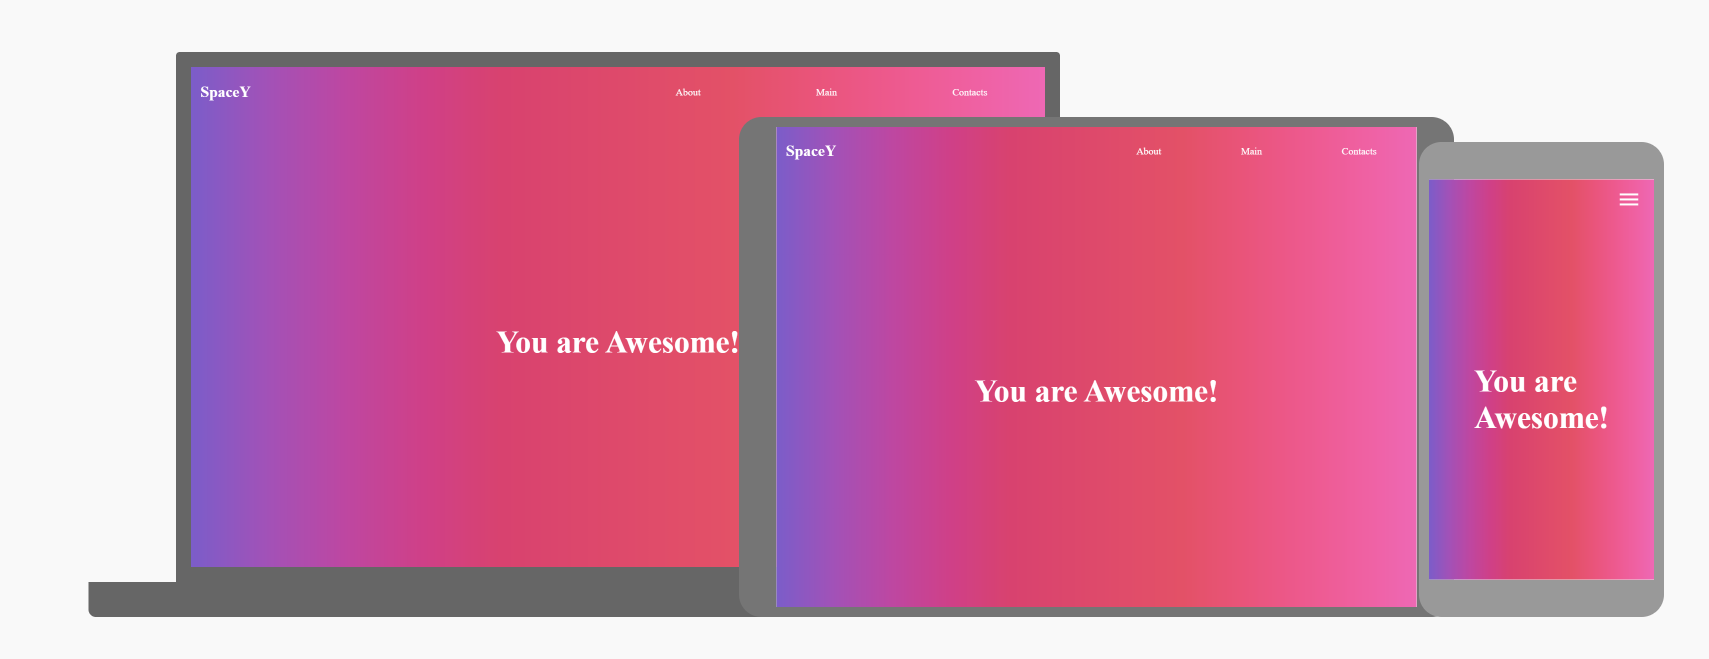 SpaceY
About
Main
Contacts
You are Awesome!
SpaceY
About
Main
Contacts
You are Awesome!
You are
Awesome!